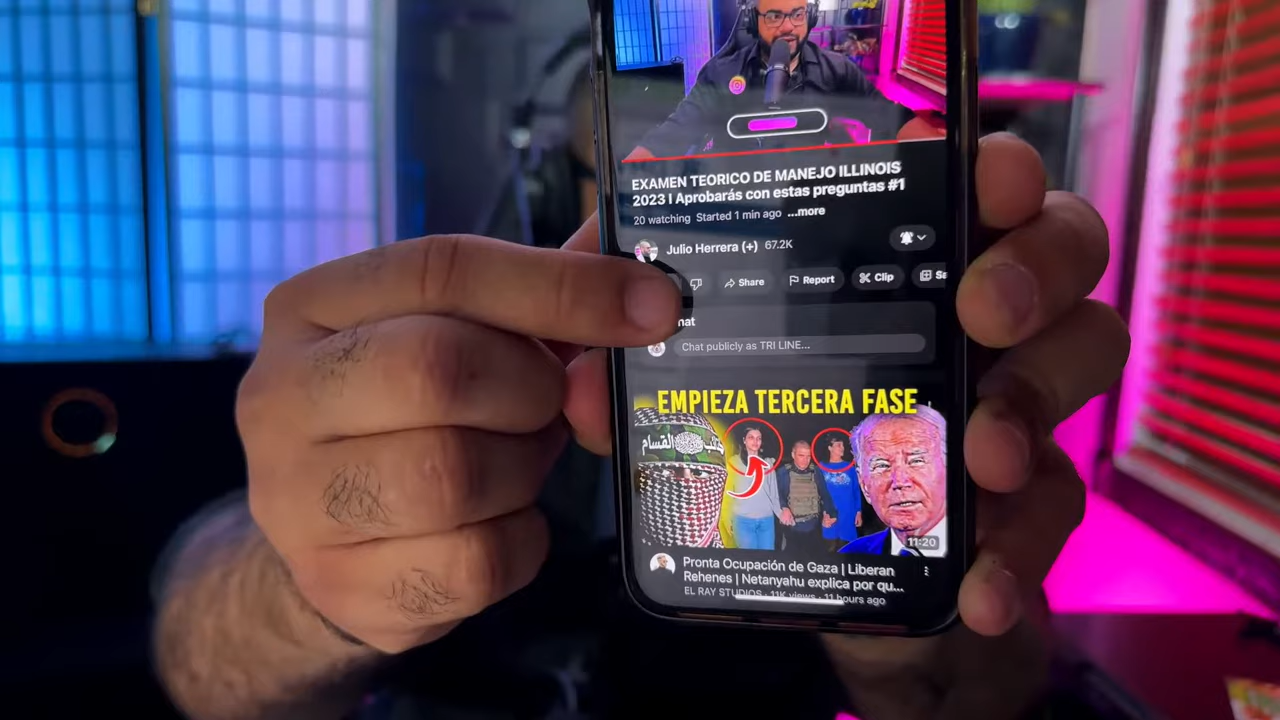 EXAMEN TEORICO DE MANEJO ILLINOIS
2023 I Aprobarás con estas preguntas #1
20 watching Started 1 min ago ...more
Julio Herrera (+) 67.2K
Share Report Clip
Chat publicly as TRI LINE...
EMPIEZA TERCERA FASE
القسام
11:20
Pronta Ocupación de Gaza | Liberan
Rehenes | Netanyahu explica por qu...
EL RAY STUDIOS · 11K views · 11 hours ago